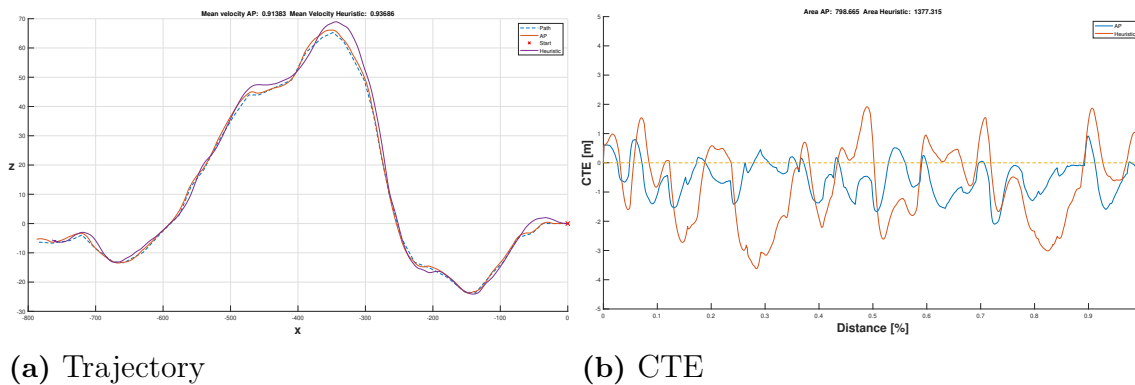 Mean velocity AP: 0.91383 Mean Velocity Heuristic: 0.93686
Path
AP
Start
Heuristic
70
60
50
40
30
20
10
0
-10
-20
-30
N
-800
-700
-600
-500
-400
-300
-200
-100
0
X
Area AP: 798.665 Area Heuristic: 1377.315
AP
Heuristic
5
4
3
2
1
0
-1
-2
-3
-4
-5
CTE [m]
0
0.1
0.2
0.3
0.4
0.5
0.6
0.7
0.8
0.9
Distance [%]
(a) Trajectory
(b) CTE